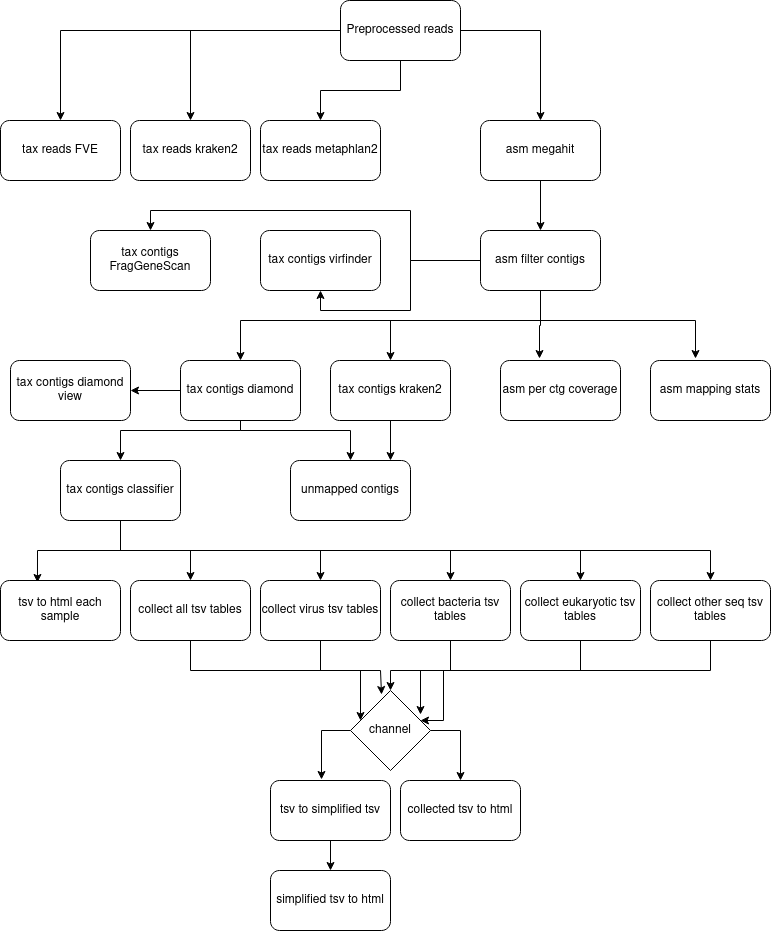 Preprocessed reads
tax reads FVE
tax reads kraken2
tax reads metaphlan2
asm megahit
tax contigs
FragGeneScan
tax contigs virfinder
asm filter contigs
tax contigs diamond
view
tax contigs diamond
tax contigs kraken2
asm per ctg coverage
asm mapping stats
tax contigs classifier
unmapped contigs
tsv to html each
sample
collect all tsv tables
collect virus tsv tables
collect bacteria tsv
tables
collect eukaryotic tsv
tables
collect other seq tsv
tables
channel
tsv to simplified tsv
collected tsv to html
simplified tsv to html